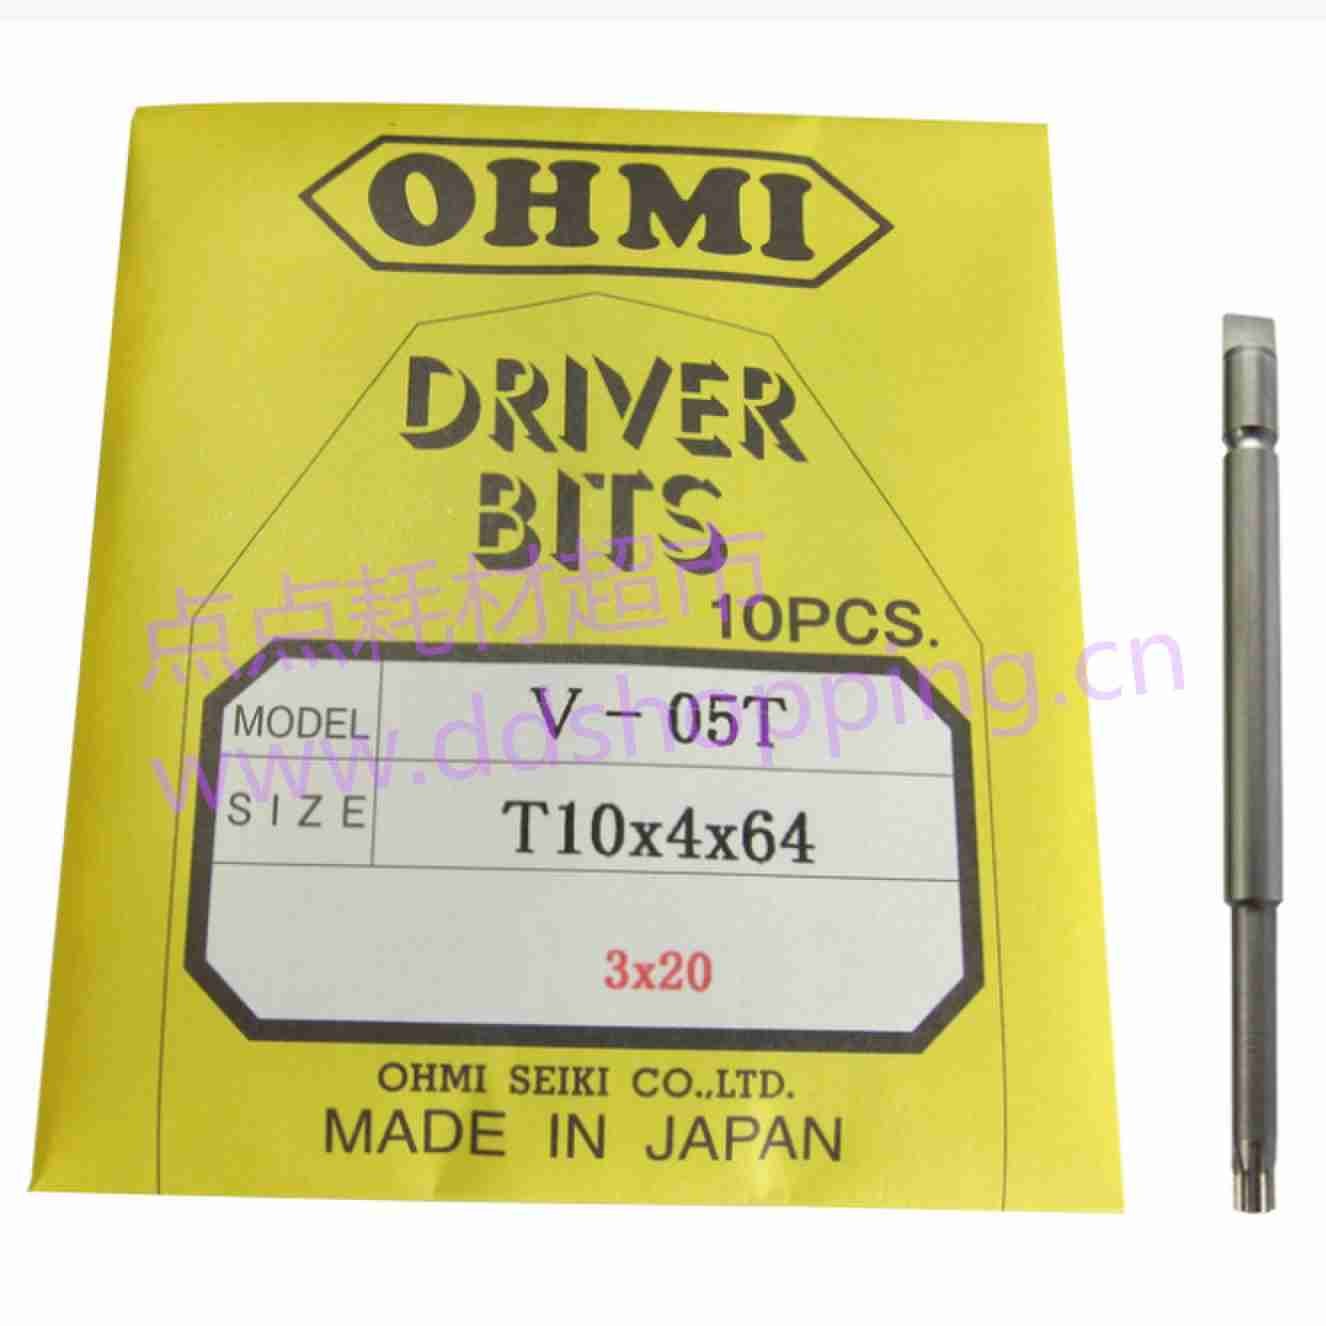 OHMI
DRIVER
BITS
点点耗材超市
10PCS.
www.ddshopping.cn
MODEL V-05T
SIZE T10x4x64
3x20
OHMI SEIKI CO.,LTD.
MADE IN JAPAN